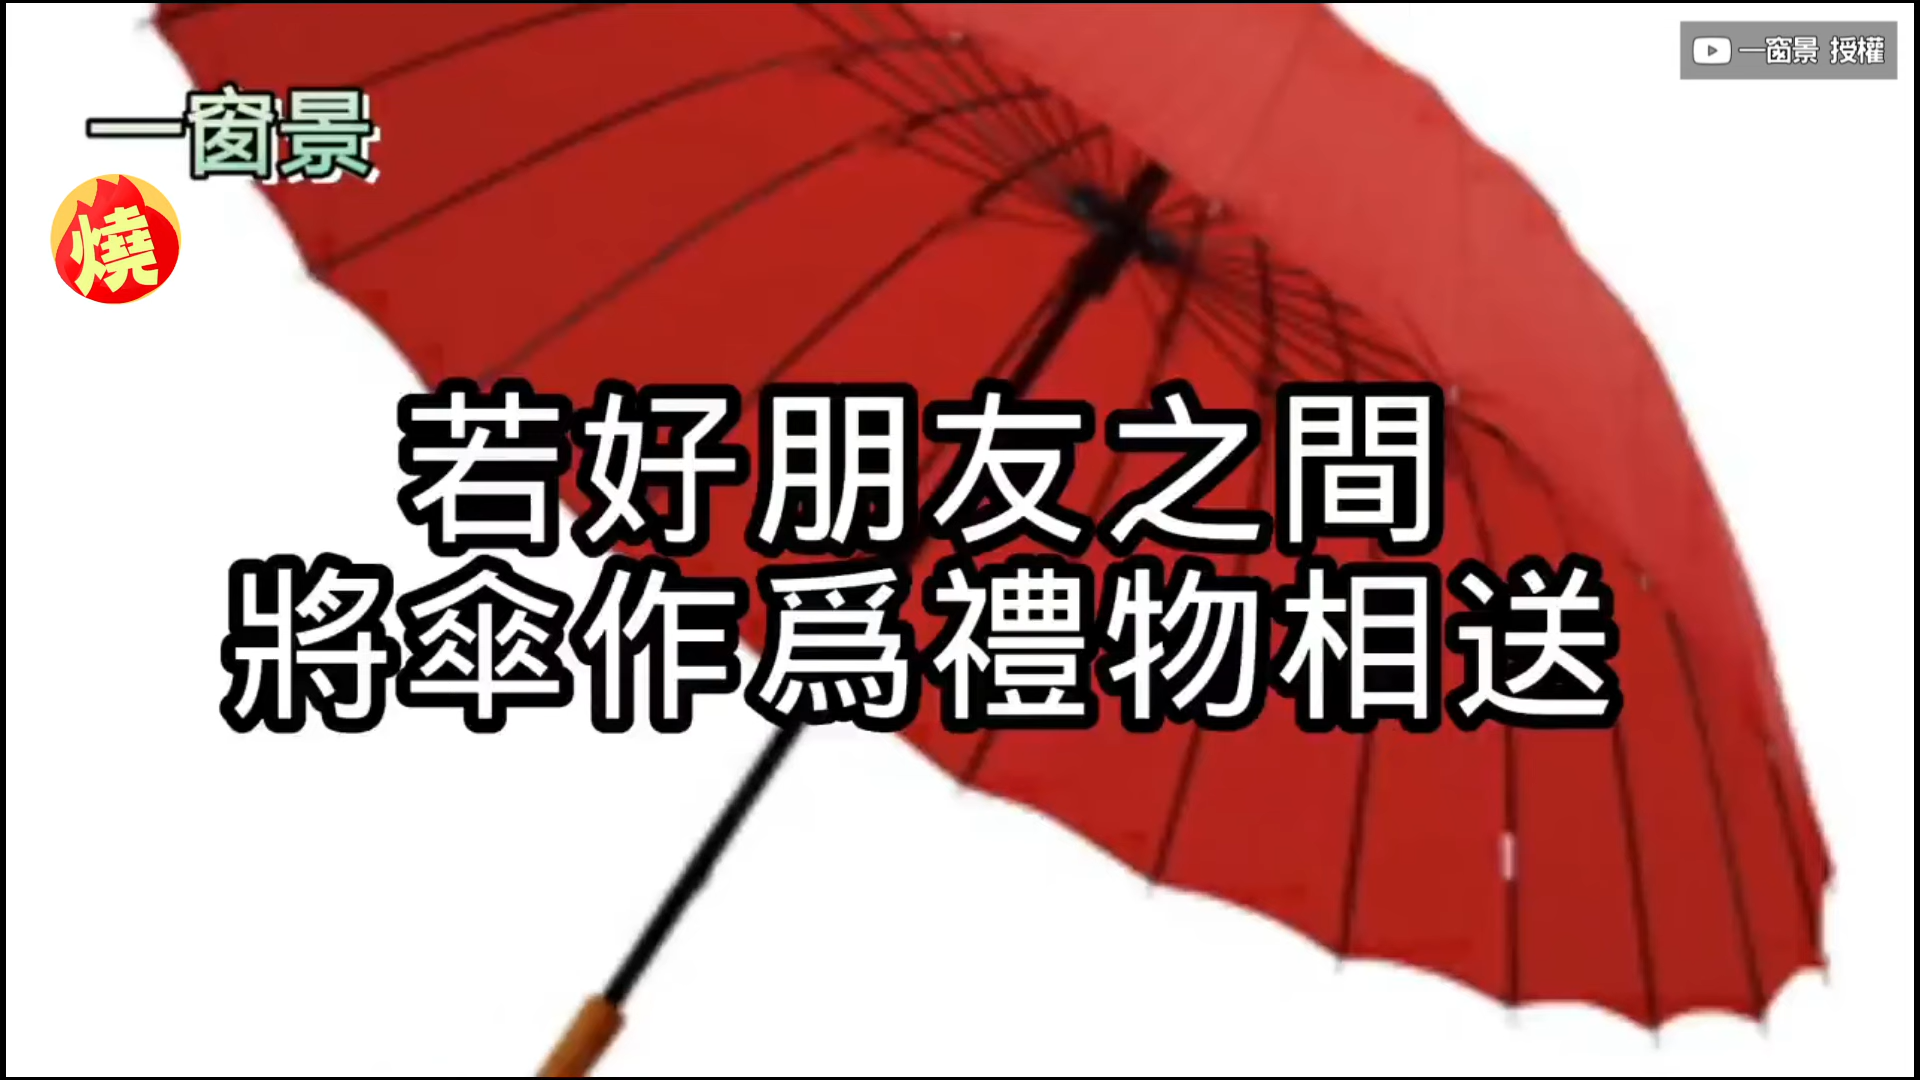 一窗景 授權
一窗景
燒
若好朋友之間
將傘作爲禮物相送